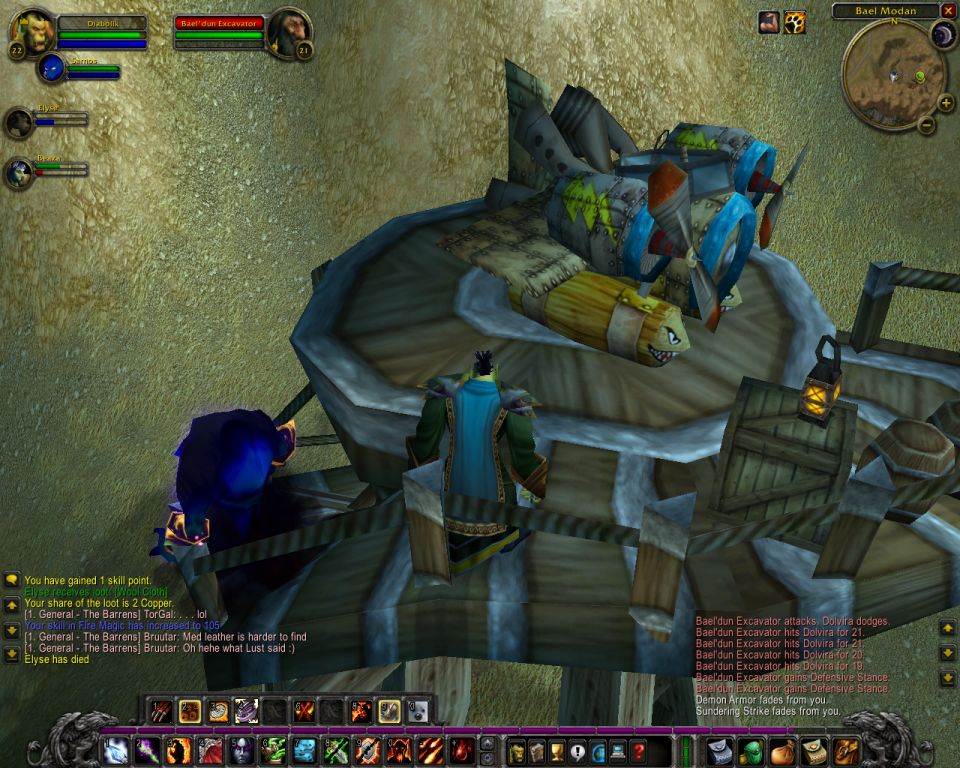 Diabolik
22
Bael'dun Excavator
21
Bael Modan
N
Elyse
You have gained 1 skill point.
Elyse receives loot: [Wool Cloth]
Your share of the loot is 2 Copper.
[1. General - The Barrens] TorGal: . . . lol
Your skill in Fire Magic has increased to 105
[1. General - The Barrens] Bruutar: Med leather is harder to find
[1. General - The Barrens] Bruutar: Oh hehe what Lust said :)
Elyse has died
Bael'dun Excavator attacks. Dolvira dodges.
Bael'dun Excavator hits Dolvira for 21.
Bael'dun Excavator hits Dolvira for 21.
Bael'dun Excavator hits Dolvira for 20.
Bael'dun Excavator hits Dolvira for 19.
Bael'dun Excavator gains Defensive Stance.
Bael'dun Excavator gains Defensive Stance.
Demon Armor fades from you.
Sundering Strike fades from you.